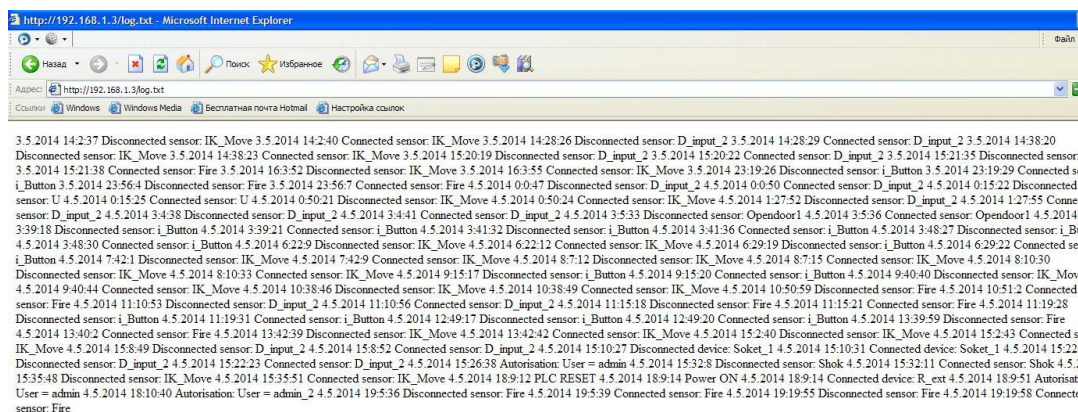 http://192.168.1.3/log.txt - Microsoft Internet Explorer
Файл
Назад
Поиск
Избранное
Адрес:
http://192.168.1.3/log.txt
Ссылки Windows Windows Media Бесплатная почта Hotmail Настройка ссылок
3.5.2014 14:2:37 Disconnected sensor: IK_Move 3.5.2014 14:2:40 Connected sensor: IK_Move 3.5.2014 14:28:26 Disconnected sensor: D_input_2 3.5.2014 14:28:29 Connected sensor: D_input_2 3.5.2014 14:38:20
Disconnected sensor: IK_Move 3.5.2014 14:38:23 Connected sensor: IK_Move 3.5.2014 15:20:19 Disconnected sensor: D_input_2 3.5.2014 15:20:22 Connected sensor: D_input_2 3.5.2014 15:21:35 Disconnected sensor:
3.5.2014 15:21:38 Connected sensor: Fire 3.5.2014 16:3:52 Disconnected sensor: IK_Move 3.5.2014 16:3:55 Connected sensor: IK_Move 3.5.2014 23:19:26 Disconnected sensor: i_Button 3.5.2014 23:19:29 Connected
i_Button 3.5.2014 23:56:4 Disconnected sensor: Fire 3.5.2014 23:56:7 Connected sensor: Fire 4.5.2014 0:0:47 Disconnected sensor: D_input_2 4.5.2014 0:0:50 Connected sensor: D_input_2 4.5.2014 0:15:22 Disconnected
sensor: U 4.5.2014 0:15:25 Connected sensor: U 4.5.2014 0:50:21 Disconnected sensor: IK_Move 4.5.2014 0:50:24 Connected sensor: IK_Move 4.5.2014 1:27:52 Disconnected sensor: D_input_2 4.5.2014 1:27:55
sensor: D_input_2 4.5.2014 3:4:38 Disconnected sensor: D_input_2 4.5.2014 3:4:41 Connected sensor: D_input_2 4.5.2014 3:5:33 Disconnected sensor: Opendoor1 4.5.2014 3:5:36 Connected sensor: Opendoor1 4.5.2014
3:39:18 Disconnected sensor: i_Button 4.5.2014 3:39:21 Connected sensor: i_Button 4.5.2014 3:41:32 Disconnected sensor: i_Button 4.5.2014 3:41:36 Connected sensor: i_Button 4.5.2014 3:48:27 Disconnected sensor:
4.5.2014 3:48:30 Connected sensor: i_Button 4.5.2014 6:22:9 Disconnected sensor: IK_Move 4.5.2014 6:22:12 Connected sensor: IK_Move 4.5.2014 6:29:19 Disconnected sensor: i_Button 4.5.2014 6:29:22 Connected
i_Button 4.5.2014 7:42:1 Disconnected sensor: IK_Move 4.5.2014 7:42:9 Connected sensor: IK_Move 4.5.2014 8:7:12 Disconnected sensor: IK_Move 4.5.2014 8:7:15 Connected sensor: IK_Move 4.5.2014 8:10:30
Disconnected sensor: IK_Move 4.5.2014 8:10:33 Connected sensor: IK_Move 4.5.2014 9:15:17 Disconnected sensor: i_Button 4.5.2014 9:15:20 Connected sensor: i_Button 4.5.2014 9:40:40 Disconnected sensor:
4.5.2014 9:40:44 Connected sensor: IK_Move 4.5.2014 10:38:46 Disconnected sensor: IK_Move 4.5.2014 10:38:49 Connected sensor: IK_Move 4.5.2014 10:50:59 Disconnected sensor: Fire 4.5.2014 10:51:2 Connected
sensor: Fire 4.5.2014 11:10:53 Disconnected sensor: D_input_2 4.5.2014 11:10:56 Connected sensor: D_input_2 4.5.2014 11:15:18 Disconnected sensor: Fire 4.5.2014 11:15:21 Connected sensor: Fire 4.5.2014 11:19:28
Disconnected sensor: i_Button 4.5.2014 11:19:31 Connected sensor: i_Button 4.5.2014 12:49:17 Disconnected sensor: i_Button 4.5.2014 12:49:20 Connected sensor: i_Button 4.5.2014 13:39:59 Disconnected sensor: Fire
4.5.2014 13:40:2 Connected sensor: Fire 4.5.2014 13:42:39 Disconnected sensor: IK_Move 4.5.2014 13:42:42 Connected sensor: IK_Move 4.5.2014 15:2:40 Disconnected sensor: IK_Move 4.5.2014 15:2:43 Connected
IK_Move 4.5.2014 15:8:49 Disconnected sensor: D_input_2 4.5.2014 15:8:52 Connected sensor: D_input_2 4.5.2014 15:10:27 Disconnected device: Soket_1 4.5.2014 15:10:31 Connected device: Soket_1 4.5.2014
Disconnected sensor: D_input_2 4.5.2014 15:22:23 Connected sensor: D_input_2 4.5.2014 15:26:38 Authorisation: User = admin 4.5.2014 15:32:8 Disconnected sensor: Shok 4.5.2014 15:32:11 Connected sensor: Shok
15:35:48 Disconnected sensor: IK_Move 4.5.2014 15:35:51 Connected sensor: IK_Move 4.5.2014 18:9:12 PLC RESET 4.5.2014 18:9:14 Power ON 4.5.2014 18:9:14 Connected device: R_ext 4.5.2014 18:9:51
User = admin 4.5.2014 18:10:40 Autorisation: User = admin_2 4.5.2014 19:5:36 Disconnected sensor: Fire 4.5.2014 19:5:39 Connected sensor: Fire 4.5.2014 19:19:55 Disconnected sensor: Fire 4.5.2014 19:19:58
sensor: Fire